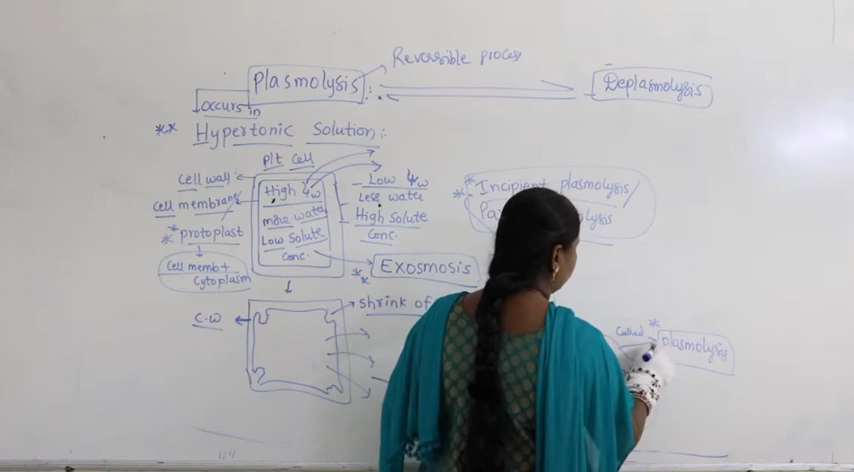 Reversible process
Plasmolysis
Deplasmolysis
occurs in
** Hypertonic Solution:
Plt Cell
Cell wall
Cell membrane
* protoplast
*
Cell memb +
Cytoplasm
High Ψw
more water
Low Solute
Conc.
Low Ψw
Less water
High Solute
Conc.
* Incipient plasmolysis/
*
Exosmosis
**
C.W
shrink of
Called *
plasmolysis